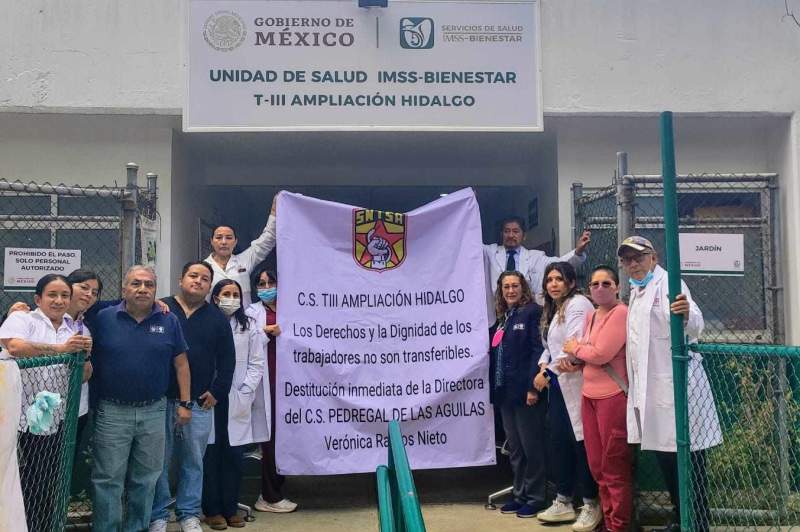 GOBIERNO DE
MÉXICO
SERVICIOS DE SALUD
IMSS-BIENESTAR
UNIDAD DE SALUD IMSS-BIENESTAR
T-III AMPLIACIÓN HIDALGO
SNTSA
C.S. TIII AMPLIACIÓN HIDALGO
Los Derechos y la Dignidad de los
trabajadores no son transferibles.
Destitución inmediata de la Directora
del C.S. PEDREGAL DE LAS AGUILAS
Verónica Ramos Nieto
PROHIBIDO EL PASO,
SOLO PERSONAL
AUTORIZADO
JARDÍN